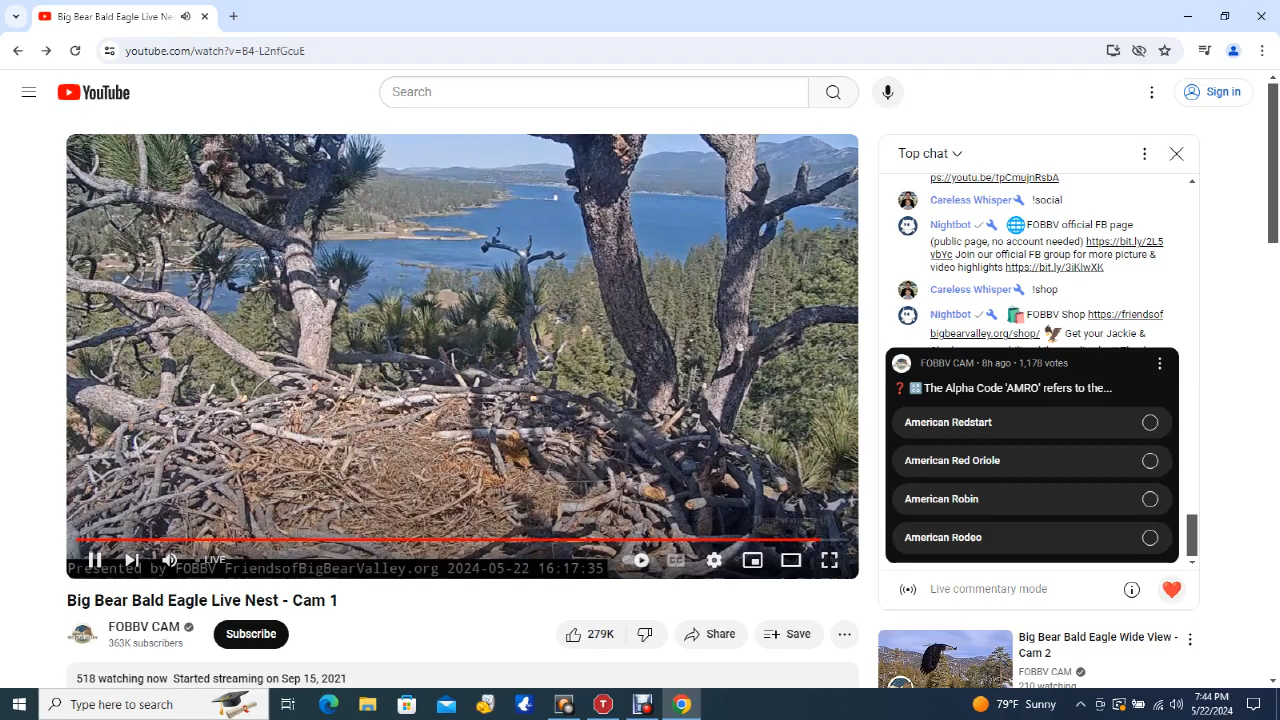 Big Bear Bald Eagle Live Ne
youtube.com/watch?v=B4-L2nfGcuE
YouTube
Search
Sign in
Top chat
ps://youtu.be/fpCmujnRsbA
Careless Whisper !social
Nightbot FOBBV official FB page
(public page, no account needed) https://bit.ly/2L5
vbYc Join our official FB group for more picture &
video highlights https://bit.ly/3iKIwXK
Careless Whisper !shop
Nightbot FOBBV Shop https://friendsof
bigbearvalley.org/shop/ Get your Jackie &
FOBBV CAM • 8h ago • 1,178 votes
The Alpha Code 'AMRO' refers to the...
American Redstart
American Red Oriole
American Robin
American Rodeo
Live commentary mode
LIVE
CC
Presented by FOBBV FriendsofBigBearValley.org 2024-05-22 16:17:35
Big Bear Bald Eagle Live Nest - Cam 1
FOBBV CAM
363K subscribers
Subscribe
279K
Share
Save
518 watching now Started streaming on Sep 15, 2021
Big Bear Bald Eagle Wide View -
Cam 2
FOBBV CAM
210 watching
Type here to search
79°F Sunny
7:44 PM
5/22/2024